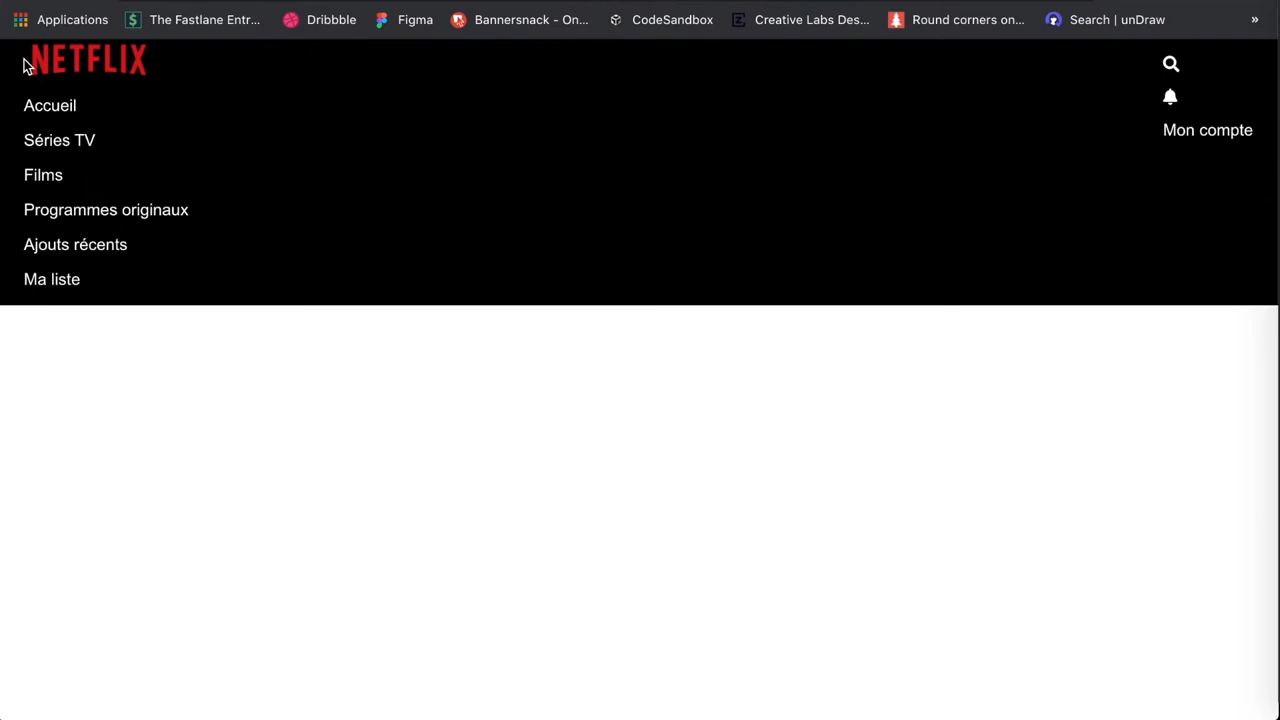 Applications The Fastlane Entr... Dribbble Figma Bannersnack - On... CodeSandbox Creative Labs Des... Round corners on... Search | unDraw »
NETFLIX
Accueil
Séries TV
Films
Programmes originaux
Ajouts récents
Ma liste
Mon compte